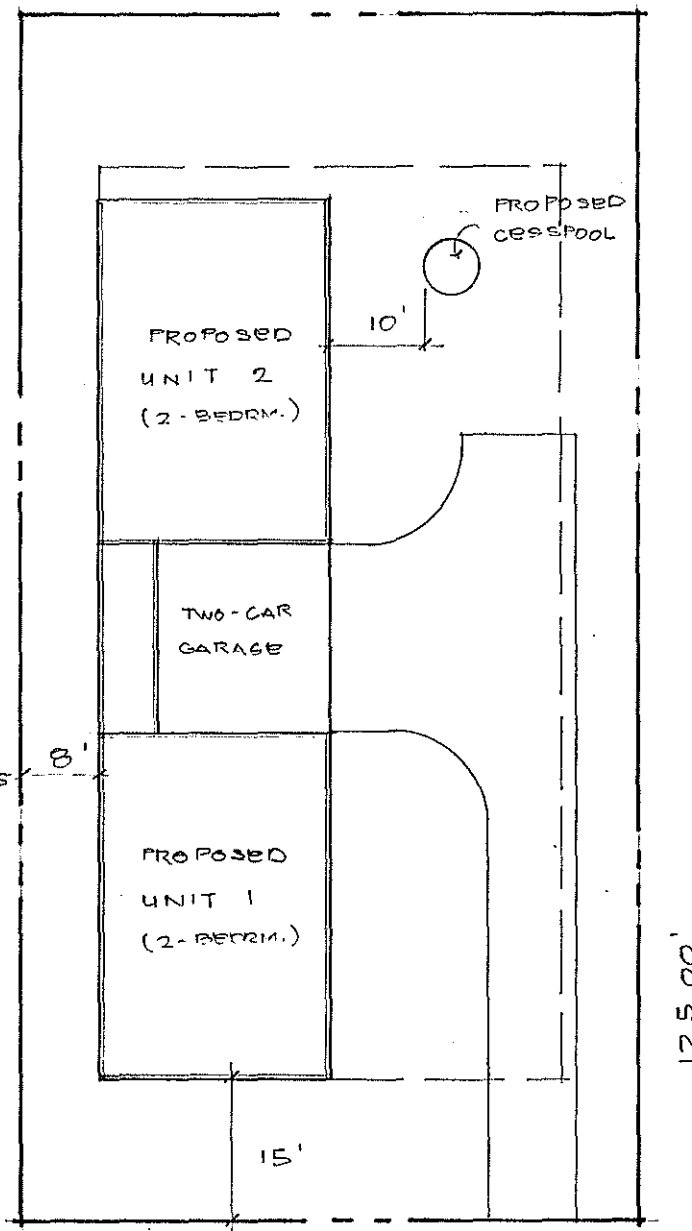 PROPOSED
CESSPOOL
10'
PROPOSED
UNIT 2
(2-BEDRM.)
TWO-CAR
GARAGE
8'
S
PROPOSED
UNIT 1
(2-BEDRM.)
125.00'
15'